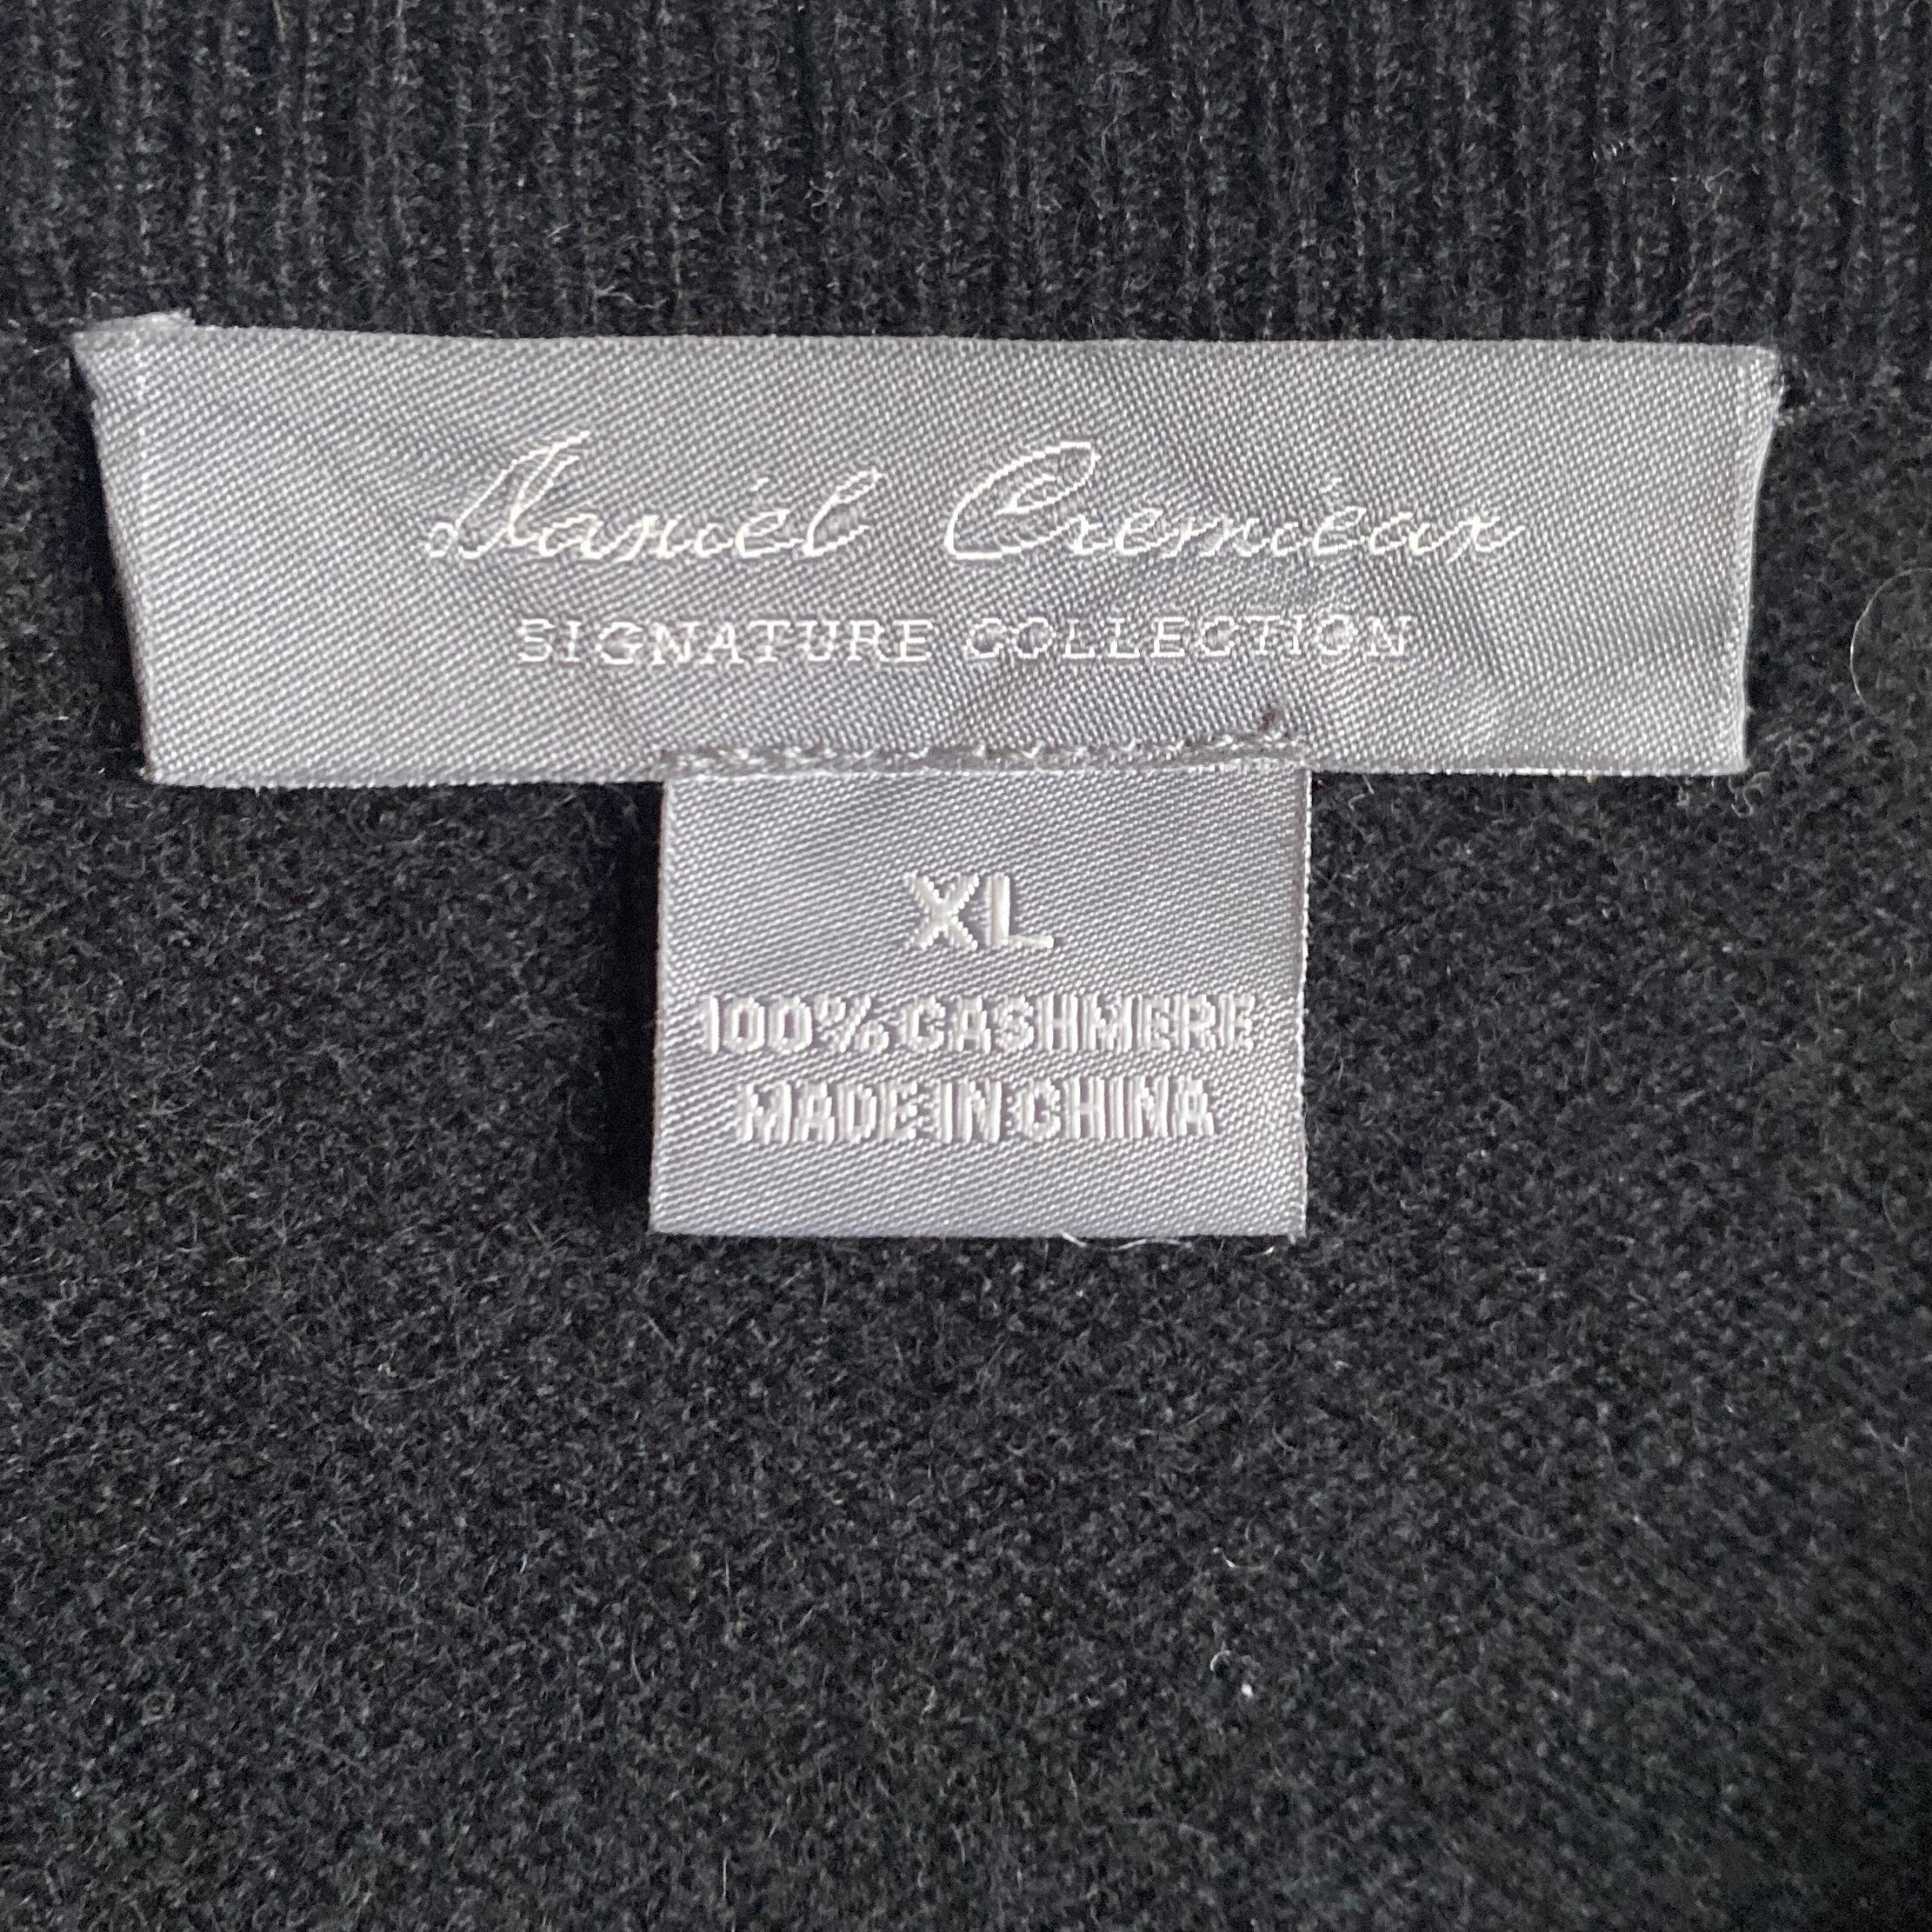 Daniel Cremieux
SIGNATURE COLLECTION
XL
100% CASHMERE
MADE IN CHINA